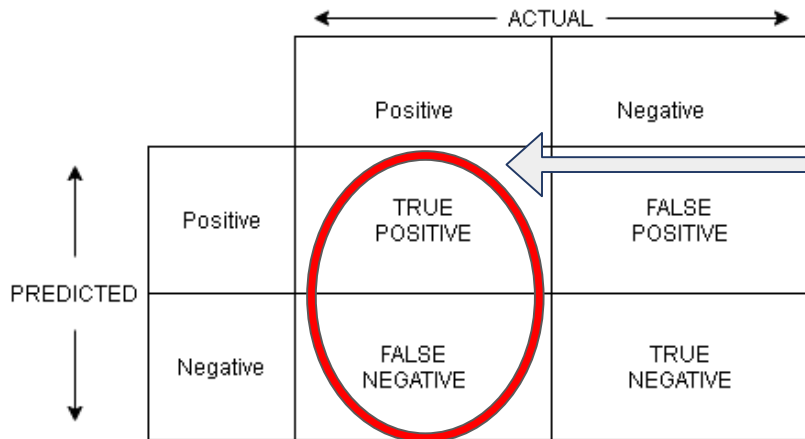 ACTUAL
Positive
Negative
Positive
TRUE
POSITIVE
FALSE
POSITIVE
PREDICTED
Negative
FALSE
NEGATIVE
TRUE
NEGATIVE